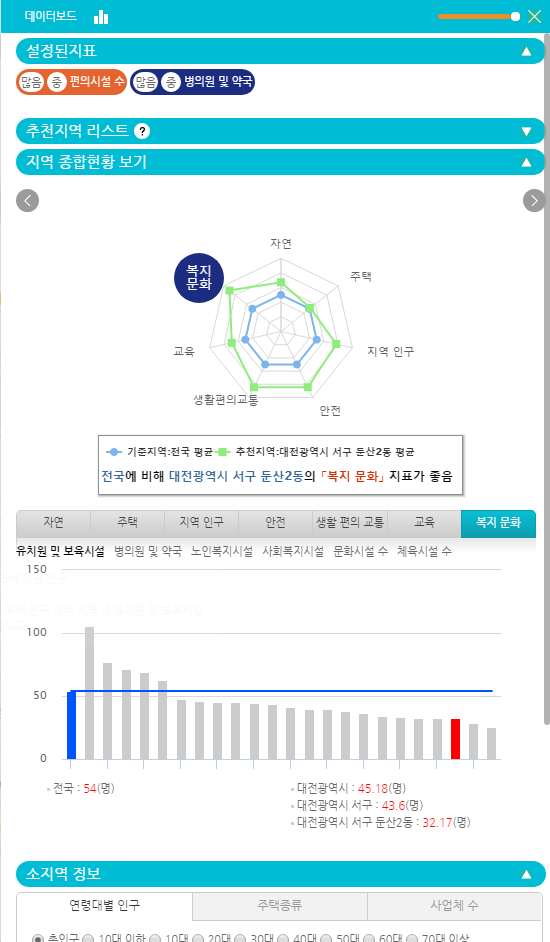 데이터보드
설정된지표
많음 중 편의시설 수 많음 중 병의원 및 약국
추천지역 리스트 ?
지역 종합현황 보기
자연
복지
문화
주택
교육
지역 인구
생활편의교통
안전
기준지역:전국 평균 추천지역:대전광역시 서구 둔산2동 평균
전국에 비해 대전광역시 서구 둔산2동의 「복지 문화」 지표가 좋음
자연 주택 지역 인구 안전 생활 편의 교통 교육 복지 문화
유치원 및 보육시설 병의원 및 약국 노인복지시설 사회복지시설 문화시설 수 체육시설 수
150
100
50
0
전국 : 54(명)
대전광역시 : 45.18(명)
대전광역시 서구 : 43.6(명)
대전광역시 서구 둔산2동 : 32.17(명)
소지역 정보
연령대별 인구 주택종류 사업체 수
총인구 10대 이하 10대 20대 30대 40대 50대 60대 70대 이상